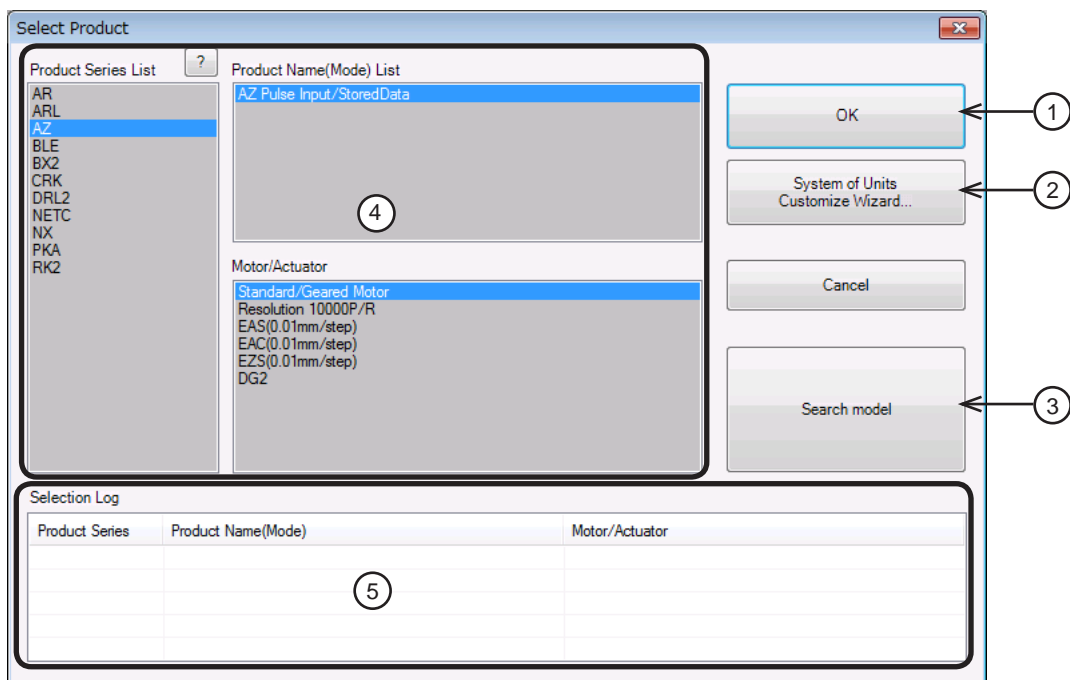 Select Product
Product Series List
?
Product Name(Mode) List
AR
ARL
AZ
BLE
BX2
CRK
DRL2
NETC
NX
PKA
RK2
AZ Pulse Input/StoredData
4
Motor/Actuator
Standard/Geared Motor
Resolution 10000P/R
EAS(0.01mm/step)
EAC(0.01mm/step)
EZS(0.01mm/step)
DG2
OK
1
System of Units
Customize Wizard...
2
Cancel
Search model
3
Selection Log
Product Series
Product Name(Mode)
Motor/Actuator
5